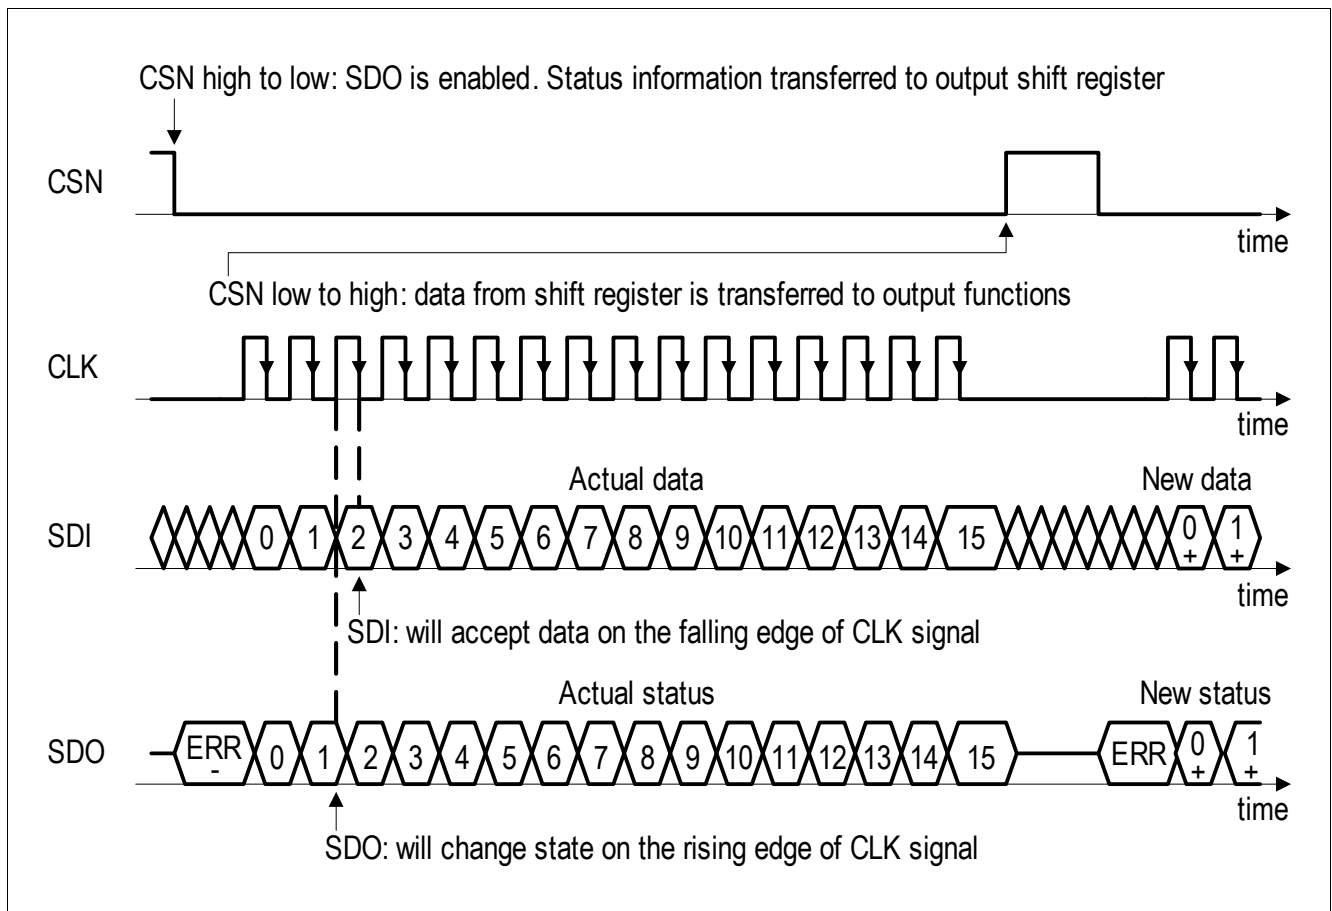 CSN high to low: SDO is enabled. Status information transferred to output shift register
CSN
time
CSN low to high: data from shift register is transferred to output functions
CLK
time
Actual data
New data
SDI
0 1 2 3 4 5 6 7 8 9 10 11 12 13 14 15 0 1
+ +
time
SDI: will accept data on the falling edge of CLK signal
Actual status
New status
SDO
ERR 0 1 2 3 4 5 6 7 8 9 10 11 12 13 14 15 ERR 0 1
- + +
time
SDO: will change state on the rising edge of CLK signal